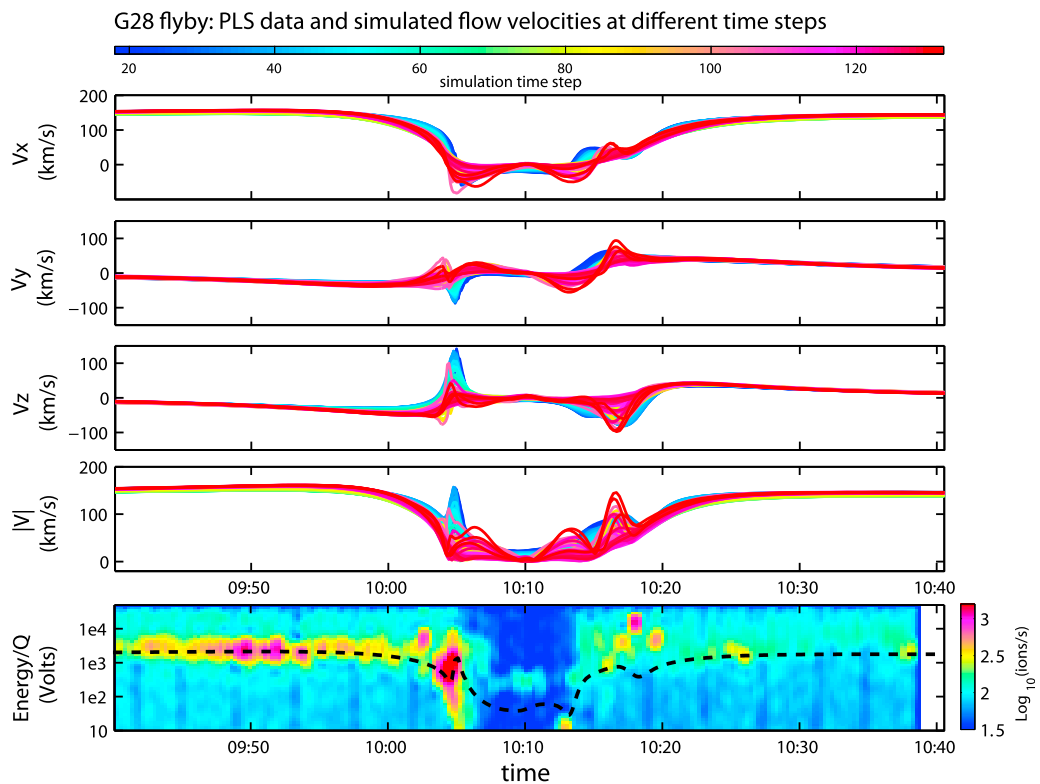 G28 flyby: PLS data and simulated flow velocities at different time steps
20 40 60 80 100 120
simulation time step
Vx
(km/s)
200
100
0
Vy
(km/s)
100
0
−100
Vz
(km/s)
100
0
−100
|V|
(km/s)
200
100
0
09:50 10:00 10:10 10:20 10:30 10:40
Energy/Q
(Volts)
1e4
1e3
1e2
10
09:50 10:00 10:10 10:20 10:30 10:40
time
3
2.5
2
1.5
Log 10(ions/s)